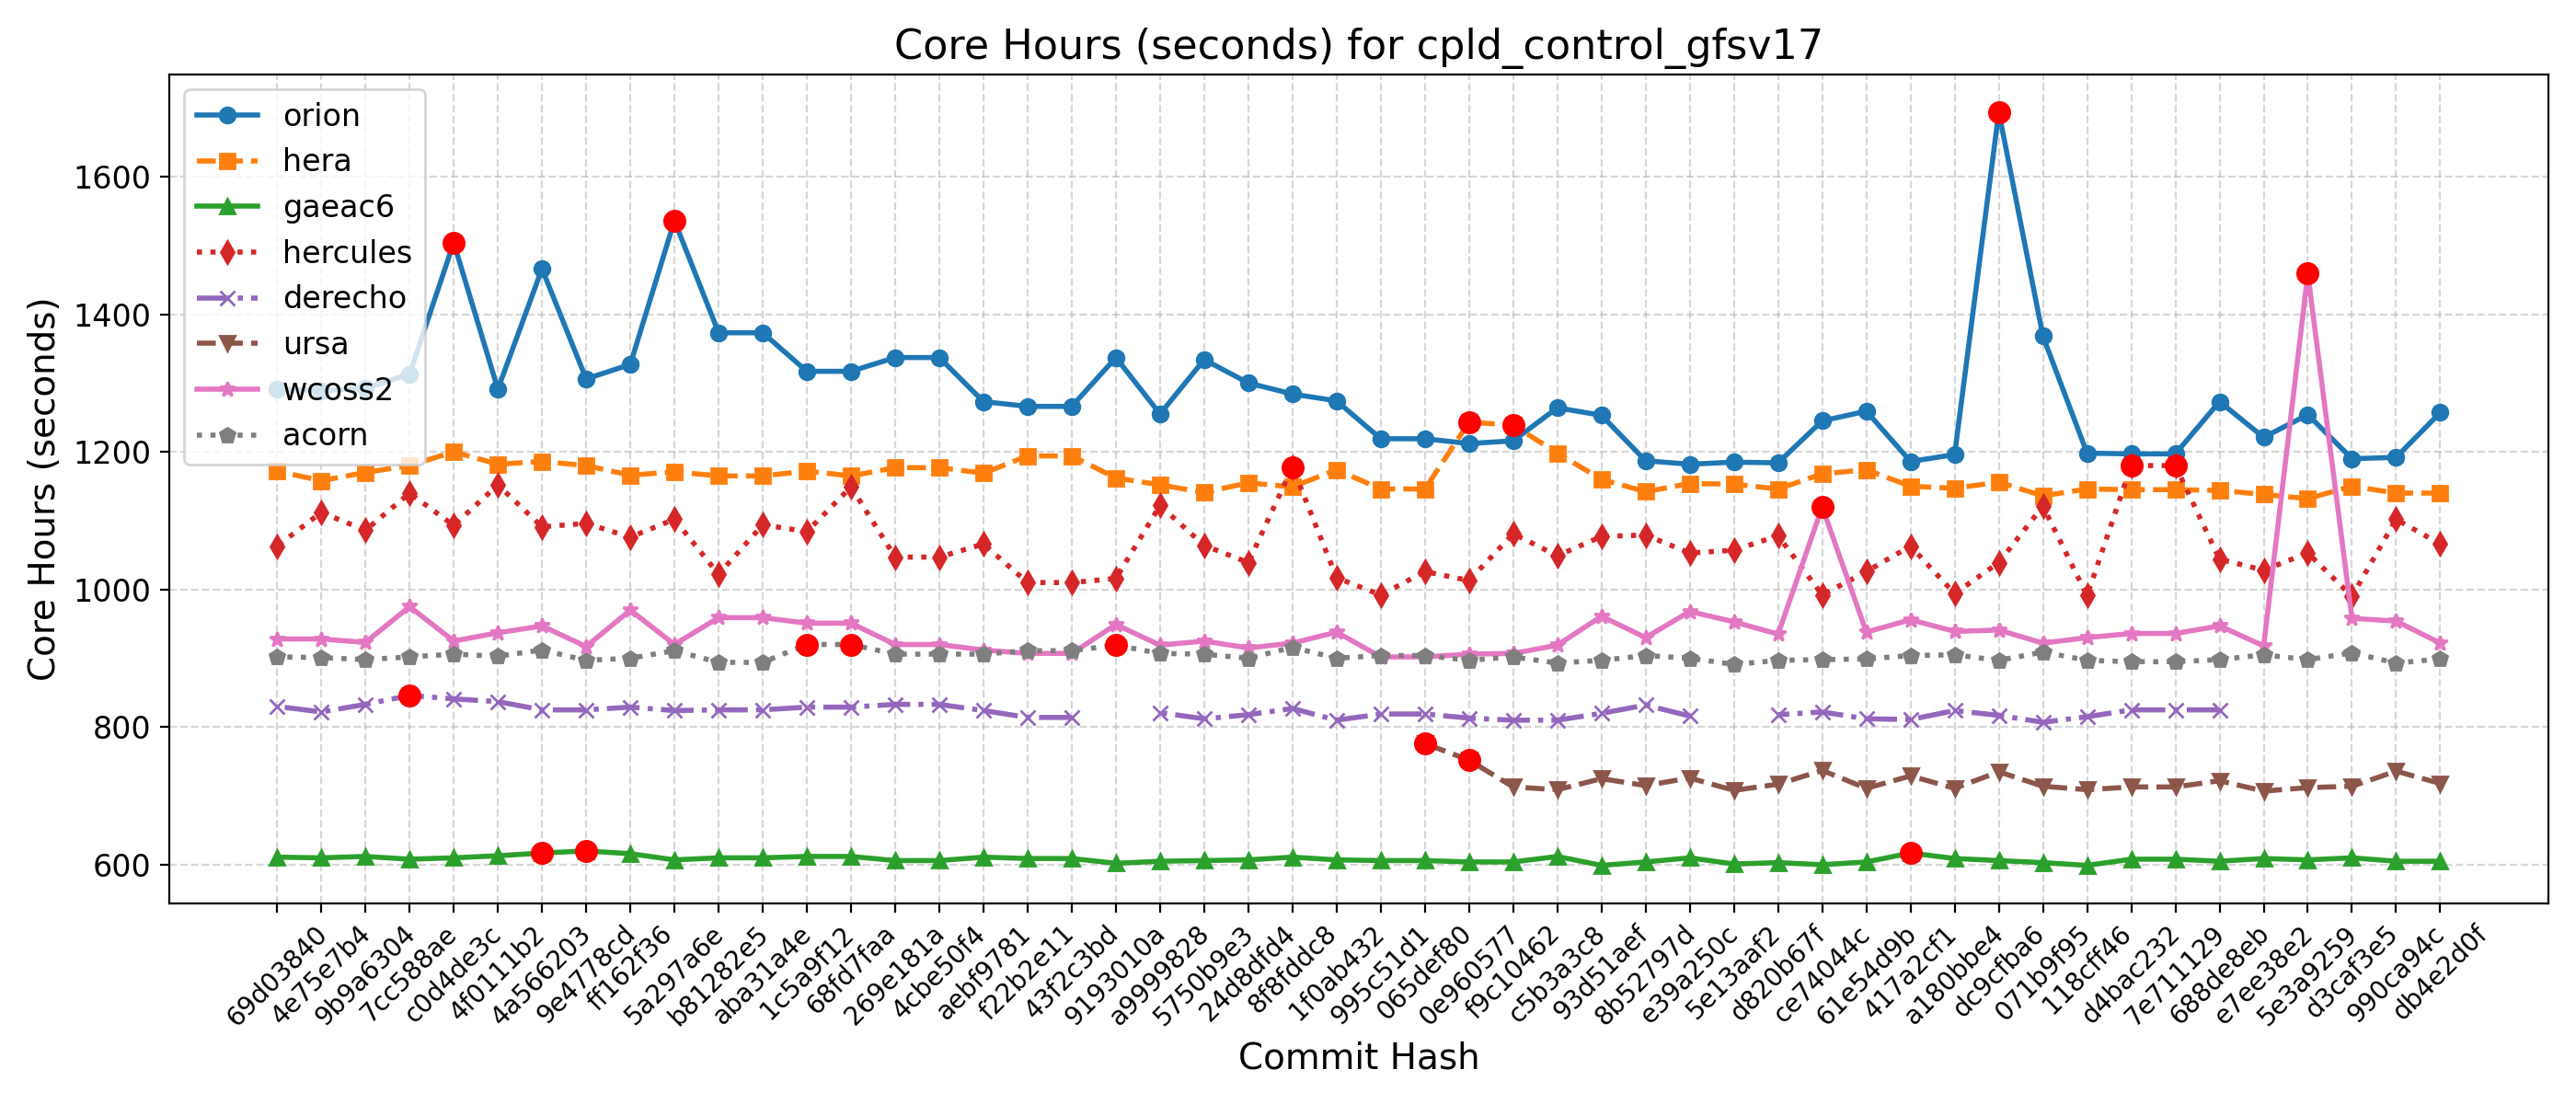 Core Hours (seconds) for cpld_control_gfsv17
orion
hera
gaeac6
hercules
derecho
ursa
wcoss2
acorn
Core Hours (seconds)
1600
1400
1200
1000
800
600
69d03840
4e75e7b4
9b9a6304
7cc588ae
c0d4de3c
4f0111b2
4a566203
9e4778cd
ff162f36
5a297a6e
b81282e5
aba31a4e
1c5a9f12
68fd7faa
269e181a
4cbe50f4
aebf9781
f22b2e11
43f2c3bd
9193010a
a9999828
5750b9e3
24d8dfd4
8f8fddc8
1f0ab432
995c51d1
065def80
0e960577
f9c10462
c5b3a3c8
93d51aef
8b52797d
e39a250c
5e13aaf2
d820b67f
ce74044c
61e54d9b
417a2cf1
a180bbe4
dc9cfba6
071b9f95
118cff46
d4bac232
7e711129
688de8eb
e7ee38e2
5e3a9259
d3caf3e5
990ca94c
db4e2d0f
Commit Hash